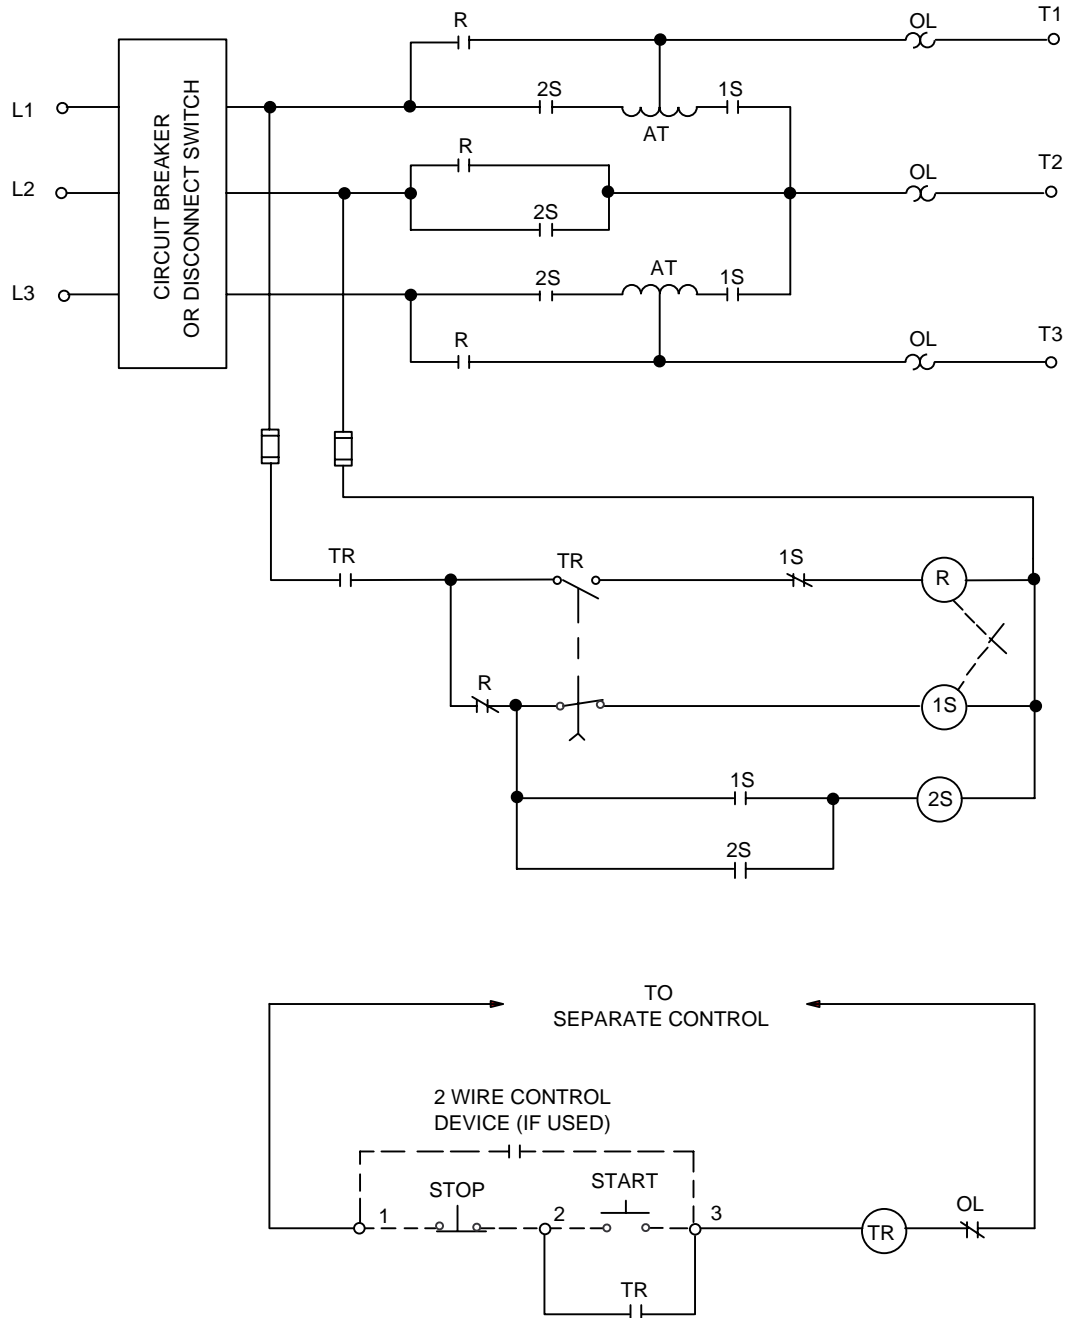 R
OL
T1
L1
2S
1S
AT
R
OL
T2
L2
2S
CIRCUIT BREAKER
OR DISCONNECT SWITCH
L3
2S
AT
1S
R
OL
T3
TR
TR
1S
R
R
1S
1S
2S
2S
TO
SEPARATE CONTROL
2 WIRE CONTROL
DEVICE (IF USED)
STOP
START
1
2
3
TR
OL
TR